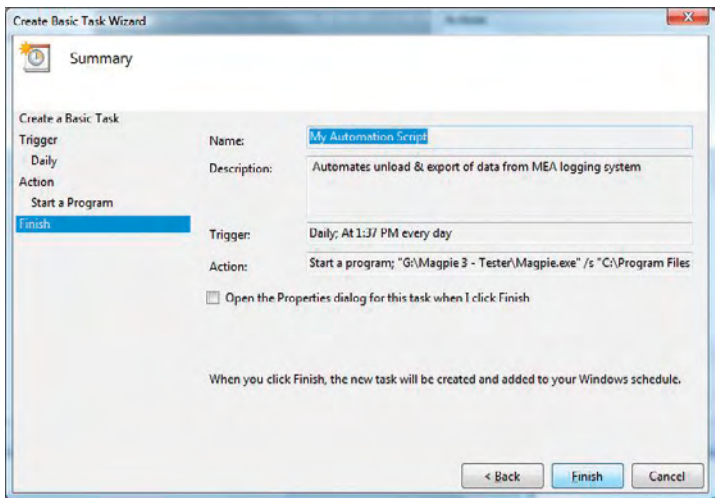 Create Basic Task Wizard
Summary
Create a Basic Task
Trigger
Daily
Action
Start a Program
Finish
Name: My Automation Script
Description: Automates unload & export of data from MEA logging system
Trigger: Daily; At 1:37 PM every day
Action: Start a program; "G:\Magpie 3 - Tester\Magpie.exe" /s "C:\Program Files
Open the Properties dialog for this task when I click Finish
When you click Finish, the new task will be created and added to your Windows schedule.
< Back Finish Cancel